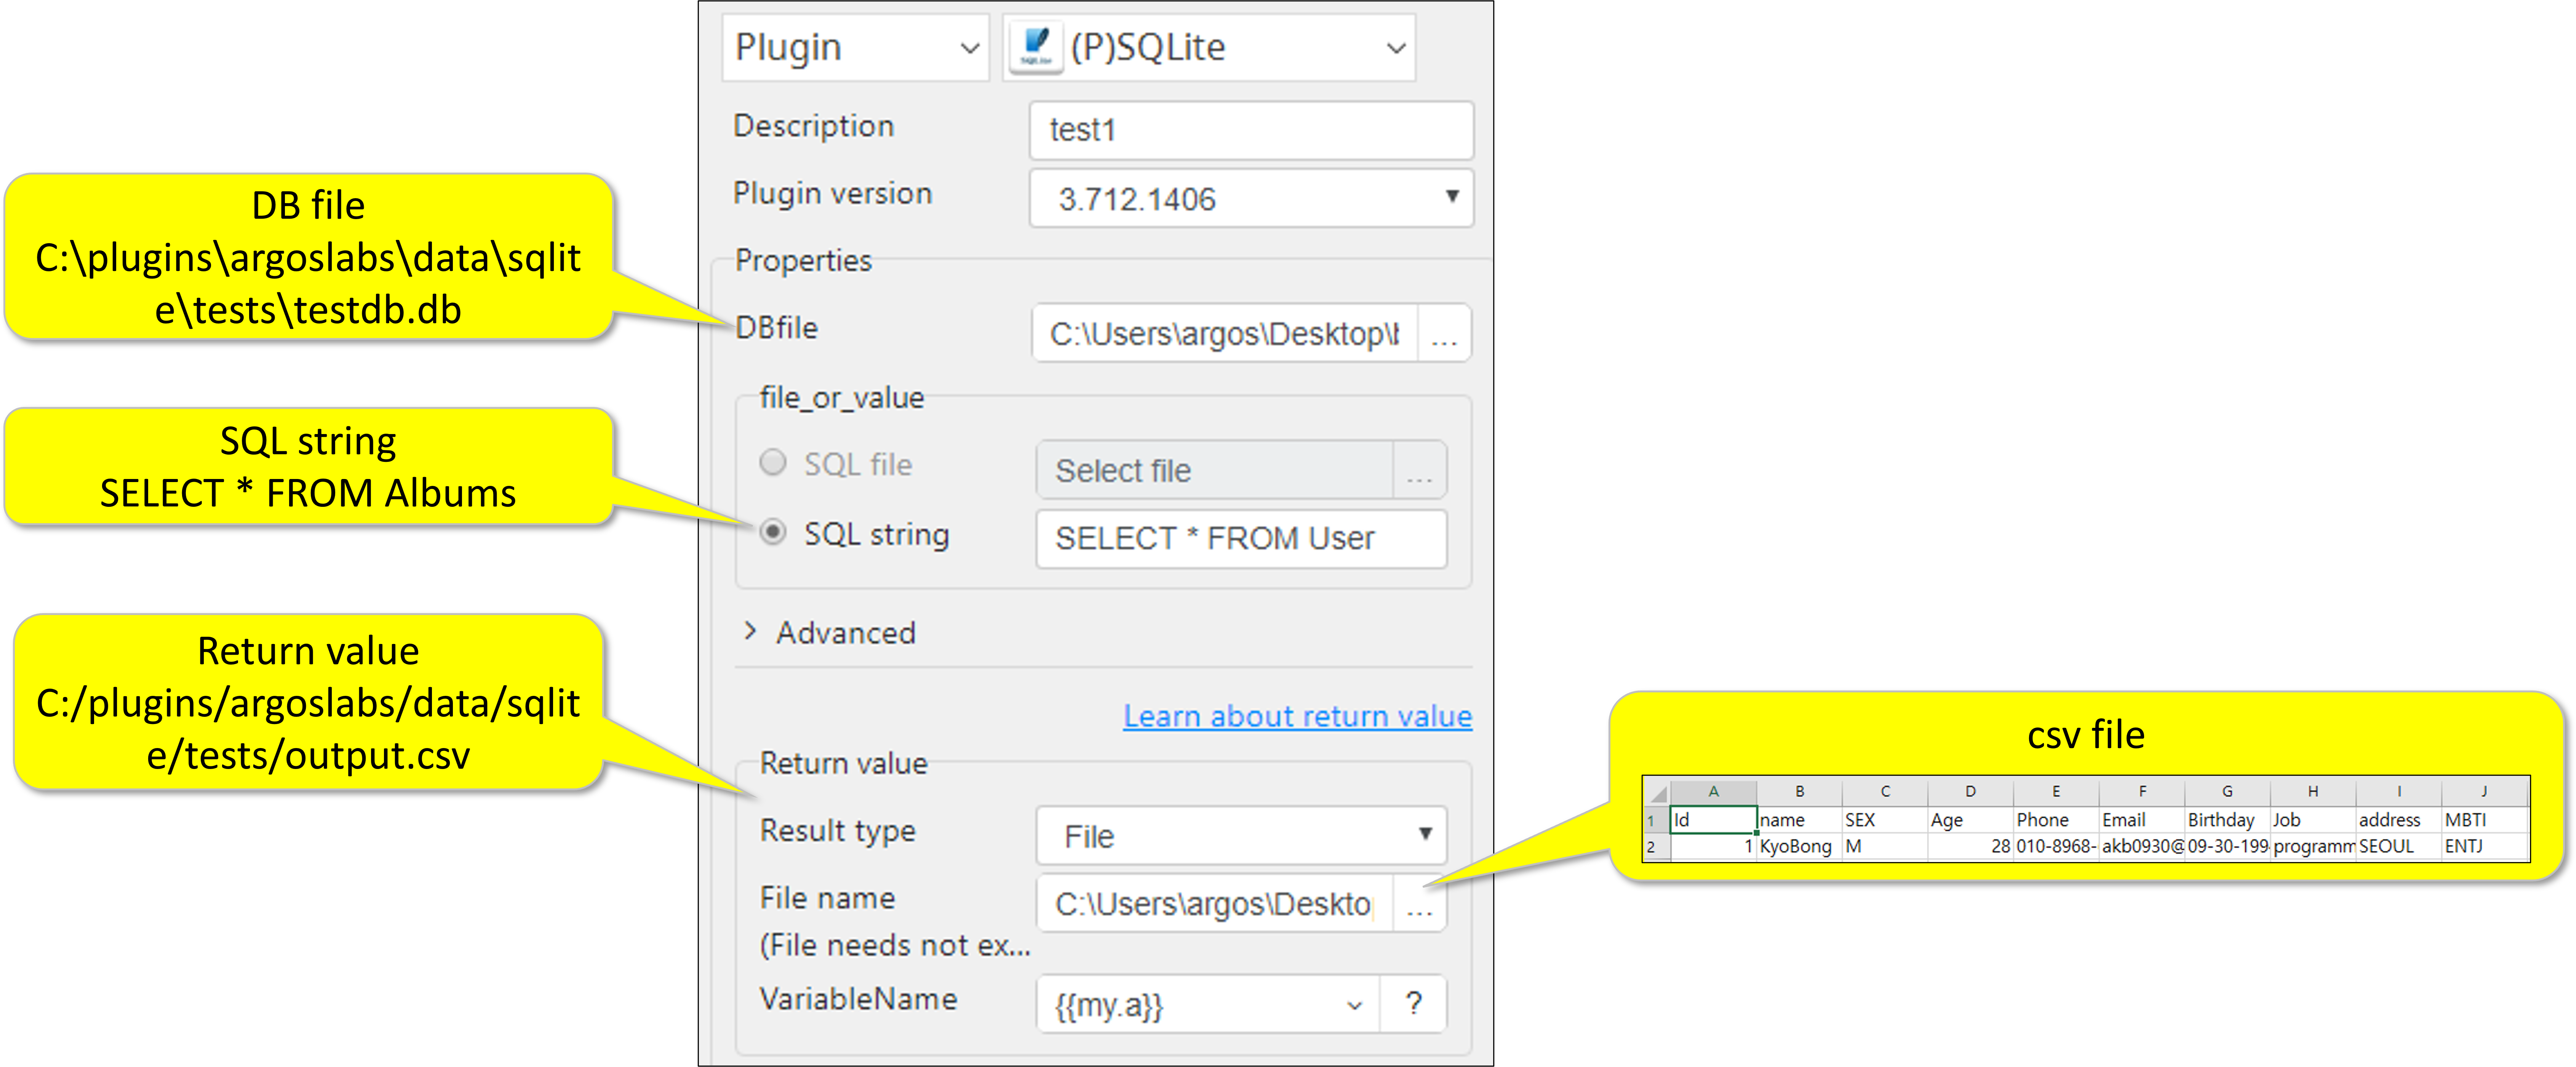 Plugin
SQLite
(P)SQLite
Description
test1
Plugin version
3.712.1406
Properties
DBfile
C:\Users\argos\Desktop\
...
file_or_value
SQL file
Select file
...
SQL string
SELECT * FROM User
Advanced
Learn about return value
Return value
Result type
File
File name
C:\Users\argos\Deskto
...
(File needs not ex...
VariableName
{{my.a}}
?
DB file
C:\plugins\argoslabs\data\sqlit
e\tests\testdb.db
SQL string
SELECT * FROM Albums
Return value
C:/plugins/argoslabs/data/sqlit
e/tests/output.csv
csv file
A B C D E F G H I J
1 Id name SEX Age Phone Email Birthday Job address MBTI
2 1 KyoBong M 28 010-8968- akb0930@ 09-30-199 programm SEOUL ENTJ